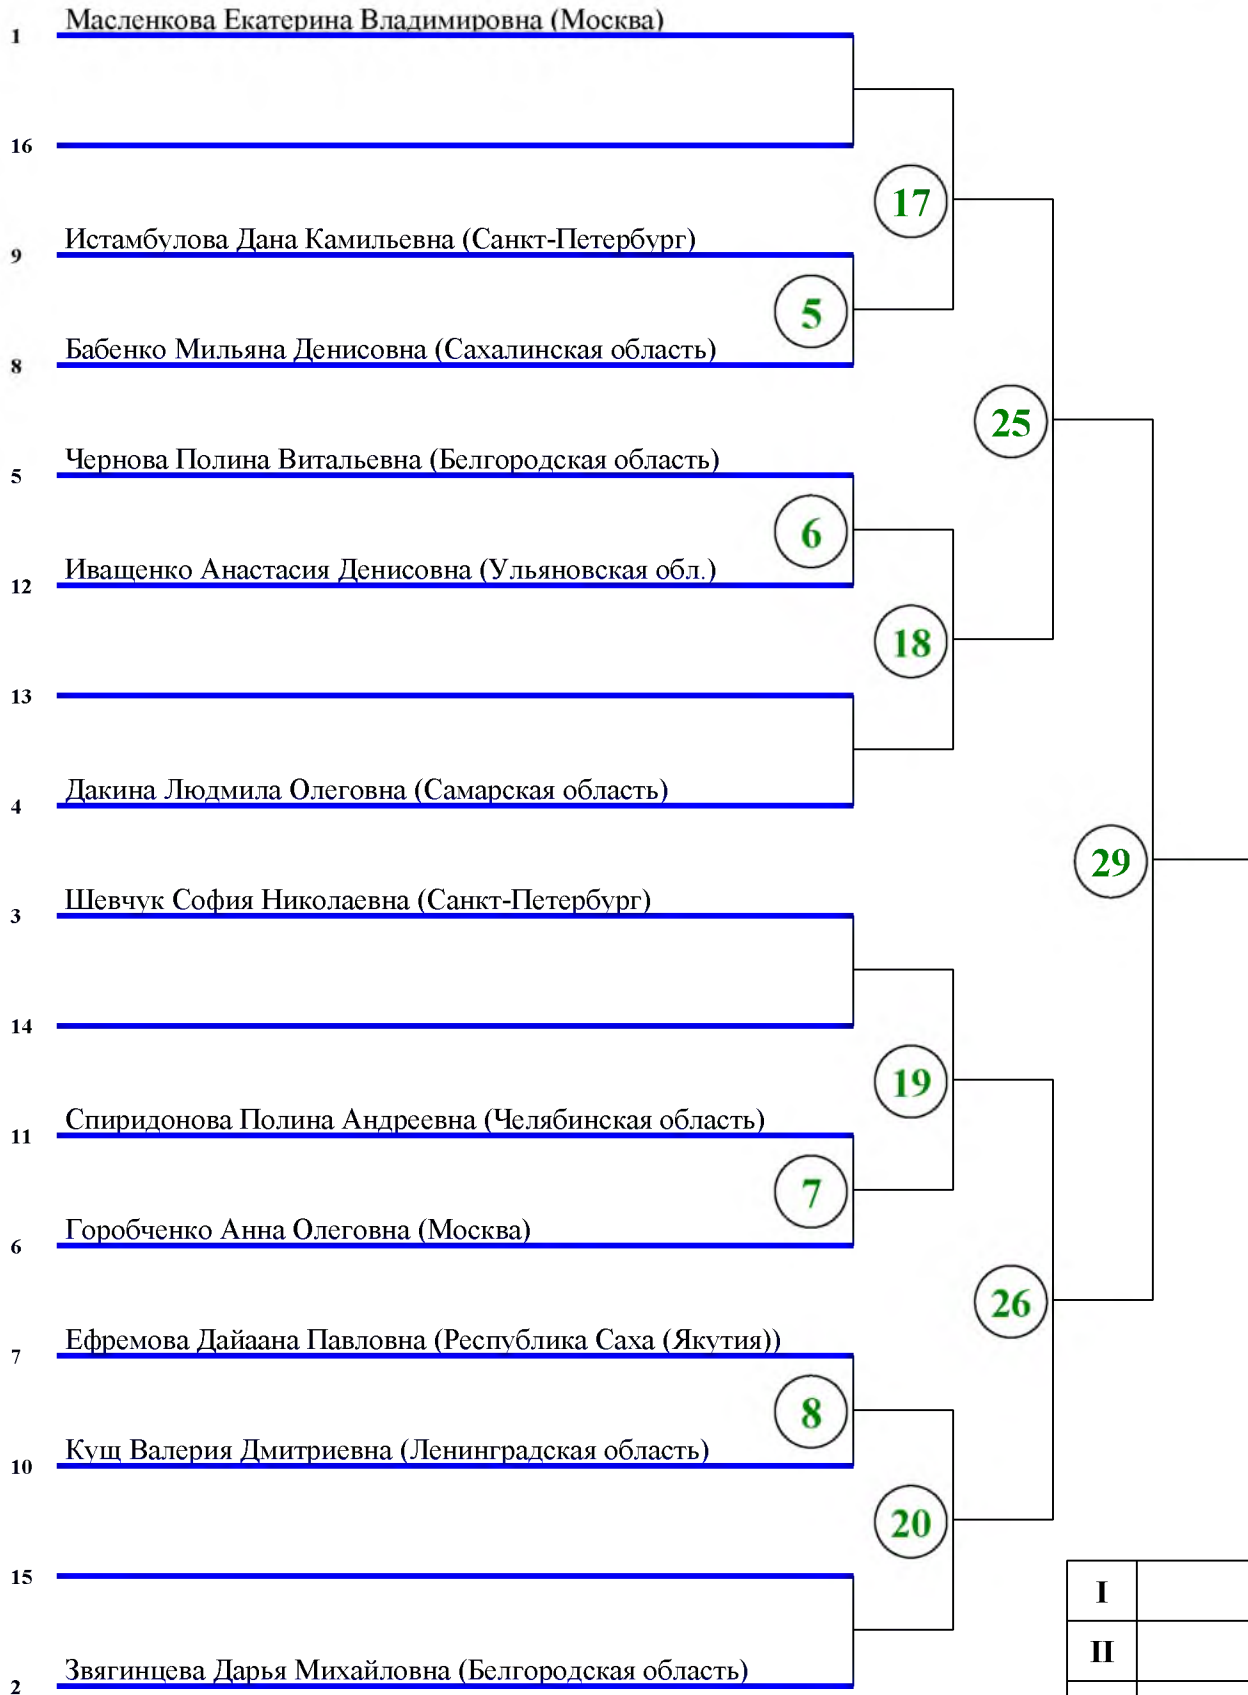 Масленкова Екатерина Владимировна (Москва)
1
16
17
Истамбулова Дана Камильевна (Санкт-Петербург)
9
5
Бабенко Мильяна Денисовна (Сахалинская область)
8
25
Чернова Полина Витальевна (Белгородская область)
5
6
Иващенко Анастасия Денисовна (Ульяновская обл.)
12
18
13
Дакина Людмила Олеговна (Самарская область)
4
29
Шевчук София Николаевна (Санкт-Петербург)
3
14
19
Спиридонова Полина Андреевна (Челябинская область)
11
7
Горобченко Анна Олеговна (Москва)
6
26
Ефремова Дайаана Павловна (Республика Саха (Якутия))
7
8
Кущ Валерия Дмитриевна (Ленинградская область)
10
20
15
I
II
Звягинцева Дарья Михайловна (Белгородская область)
2